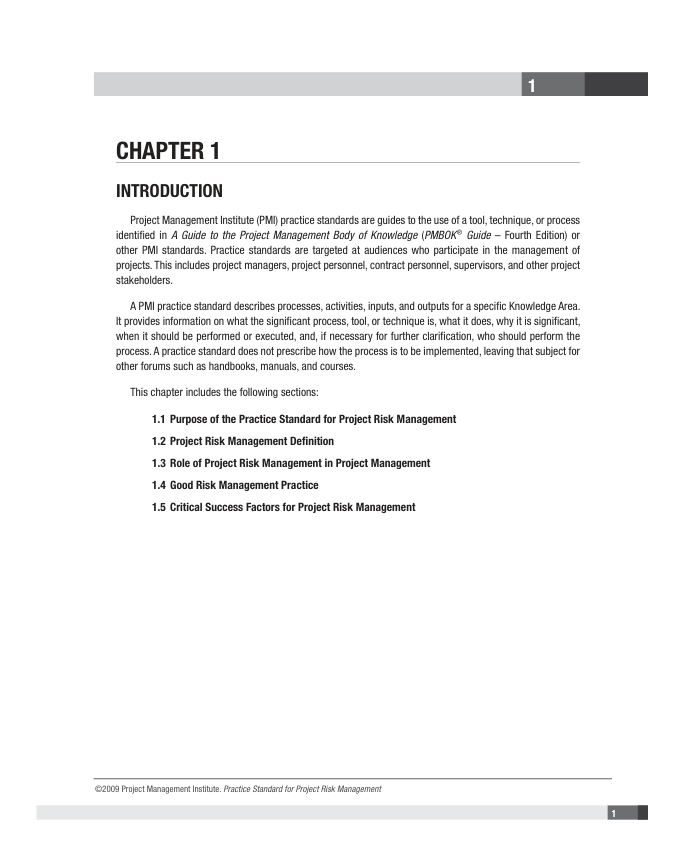 1
CHAPTER 1
INTRODUCTION
Project Management Institute (PMI) practice standards are guides to the use of a tool, technique, or process
identified in A Guide to the Project Management Body of Knowledge (PMBOK® Guide – Fourth Edition) or
other PMI standards. Practice standards are targeted at audiences who participate in the management of
projects. This includes project managers, project personnel, contract personnel, supervisors, and other project
stakeholders.
A PMI practice standard describes processes, activities, inputs, and outputs for a specific Knowledge Area.
It provides information on what the significant process, tool, or technique is, what it does, why it is significant,
when it should be performed or executed, and, if necessary for further clarification, who should perform the
process. A practice standard does not prescribe how the process is to be implemented, leaving that subject for
other forums such as handbooks, manuals, and courses.
This chapter includes the following sections:
1.1 Purpose of the Practice Standard for Project Risk Management
1.2 Project Risk Management Definition
1.3 Role of Project Risk Management in Project Management
1.4 Good Risk Management Practice
1.5 Critical Success Factors for Project Risk Management
©2009 Project Management Institute. Practice Standard for Project Risk Management
1